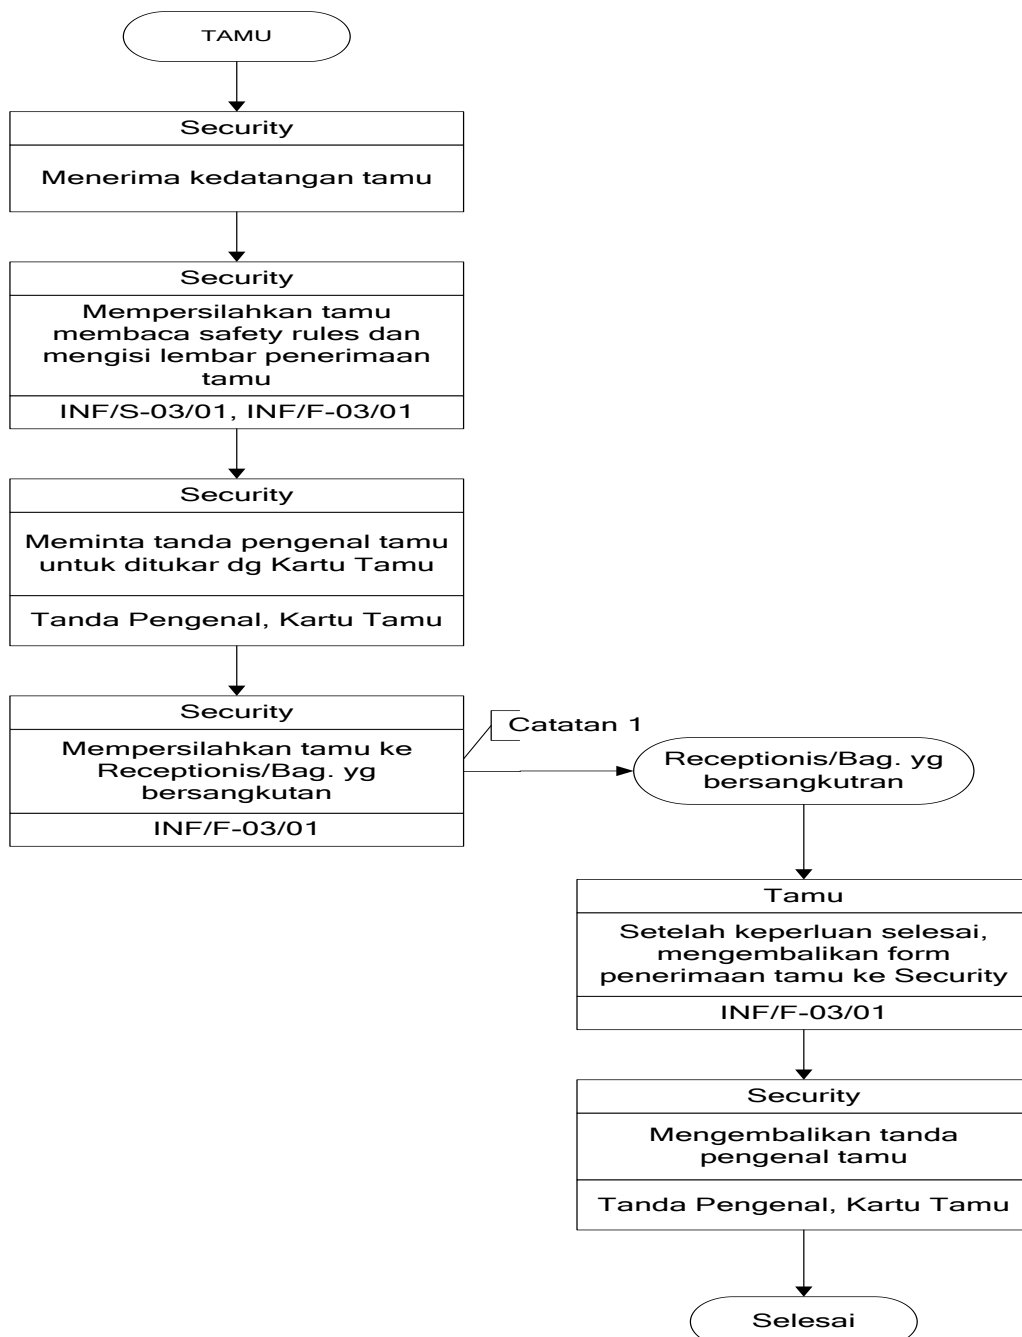 TAMU
Security
Menerima kedatangan tamu
Security
Mempersilahkan tamu
membaca safety rules dan
mengisi lembar penerimaan
tamu
INF/S-03/01, INF/F-03/01
Security
Meminta tanda pengenal tamu
untuk ditukar dg Kartu Tamu
Tanda Pengenal, Kartu Tamu
Security
Mempersilahkan tamu ke
Receptionis/Bag. yg
bersangkutan
INF/F-03/01
Catatan 1
Receptionis/Bag. yg
bersangkutran
Tamu
Setelah keperluan selesai,
mengembalikan form
penerimaan tamu ke Security
INF/F-03/01
Security
Mengembalikan tanda
pengenal tamu
Tanda Pengenal, Kartu Tamu
Selesai